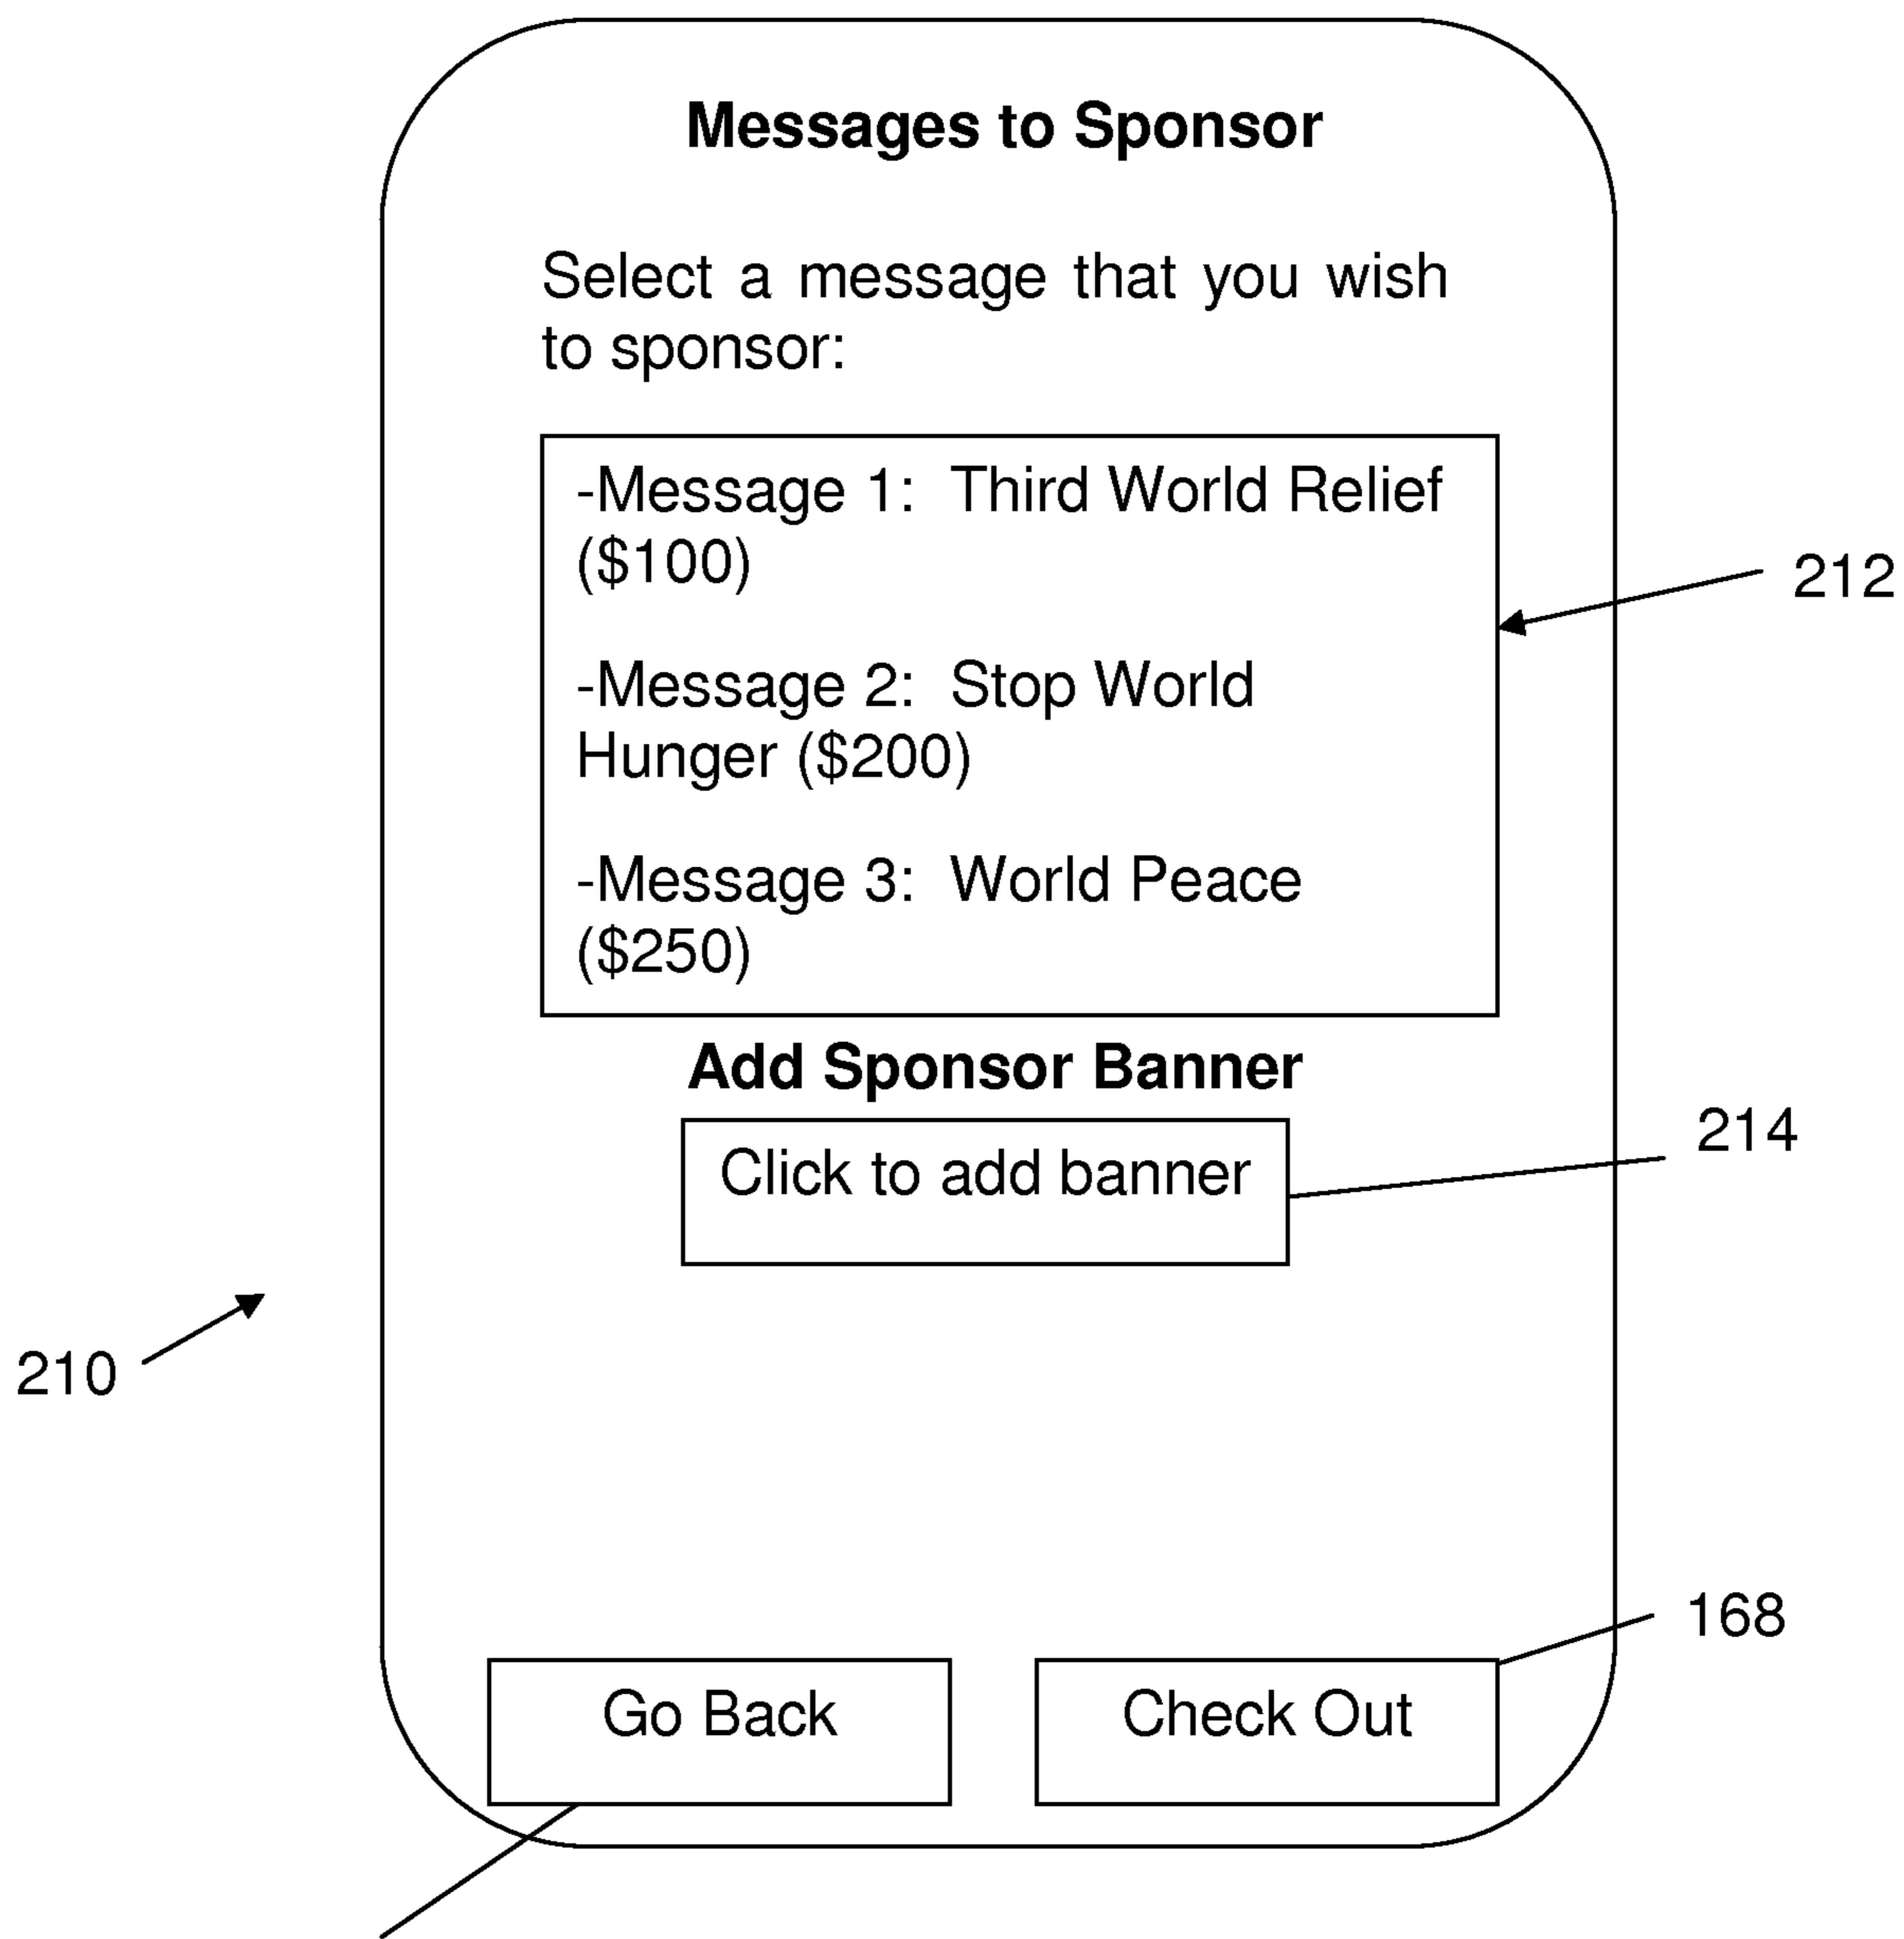 Messages to Sponsor
Select a message that you wish
to sponsor:
-Message 1: Third World Relief
($100)
212
-Message 2: Stop World
Hunger ($200)
-Message 3: World Peace
($250)
Add Sponsor Banner
214
Click to add banner
210
168
Go Back
Check Out